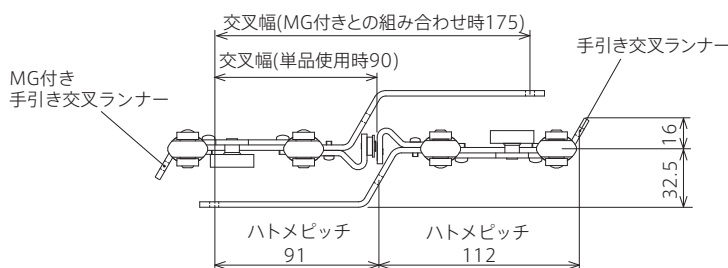 交叉幅(MG付きとの組み合わせ時175)
交叉幅(単品使用時90)
手引き交叉ランナー
MG付き
手引き交叉ランナー
16
32.5
ハトメピッチ
91
ハトメピッチ
112